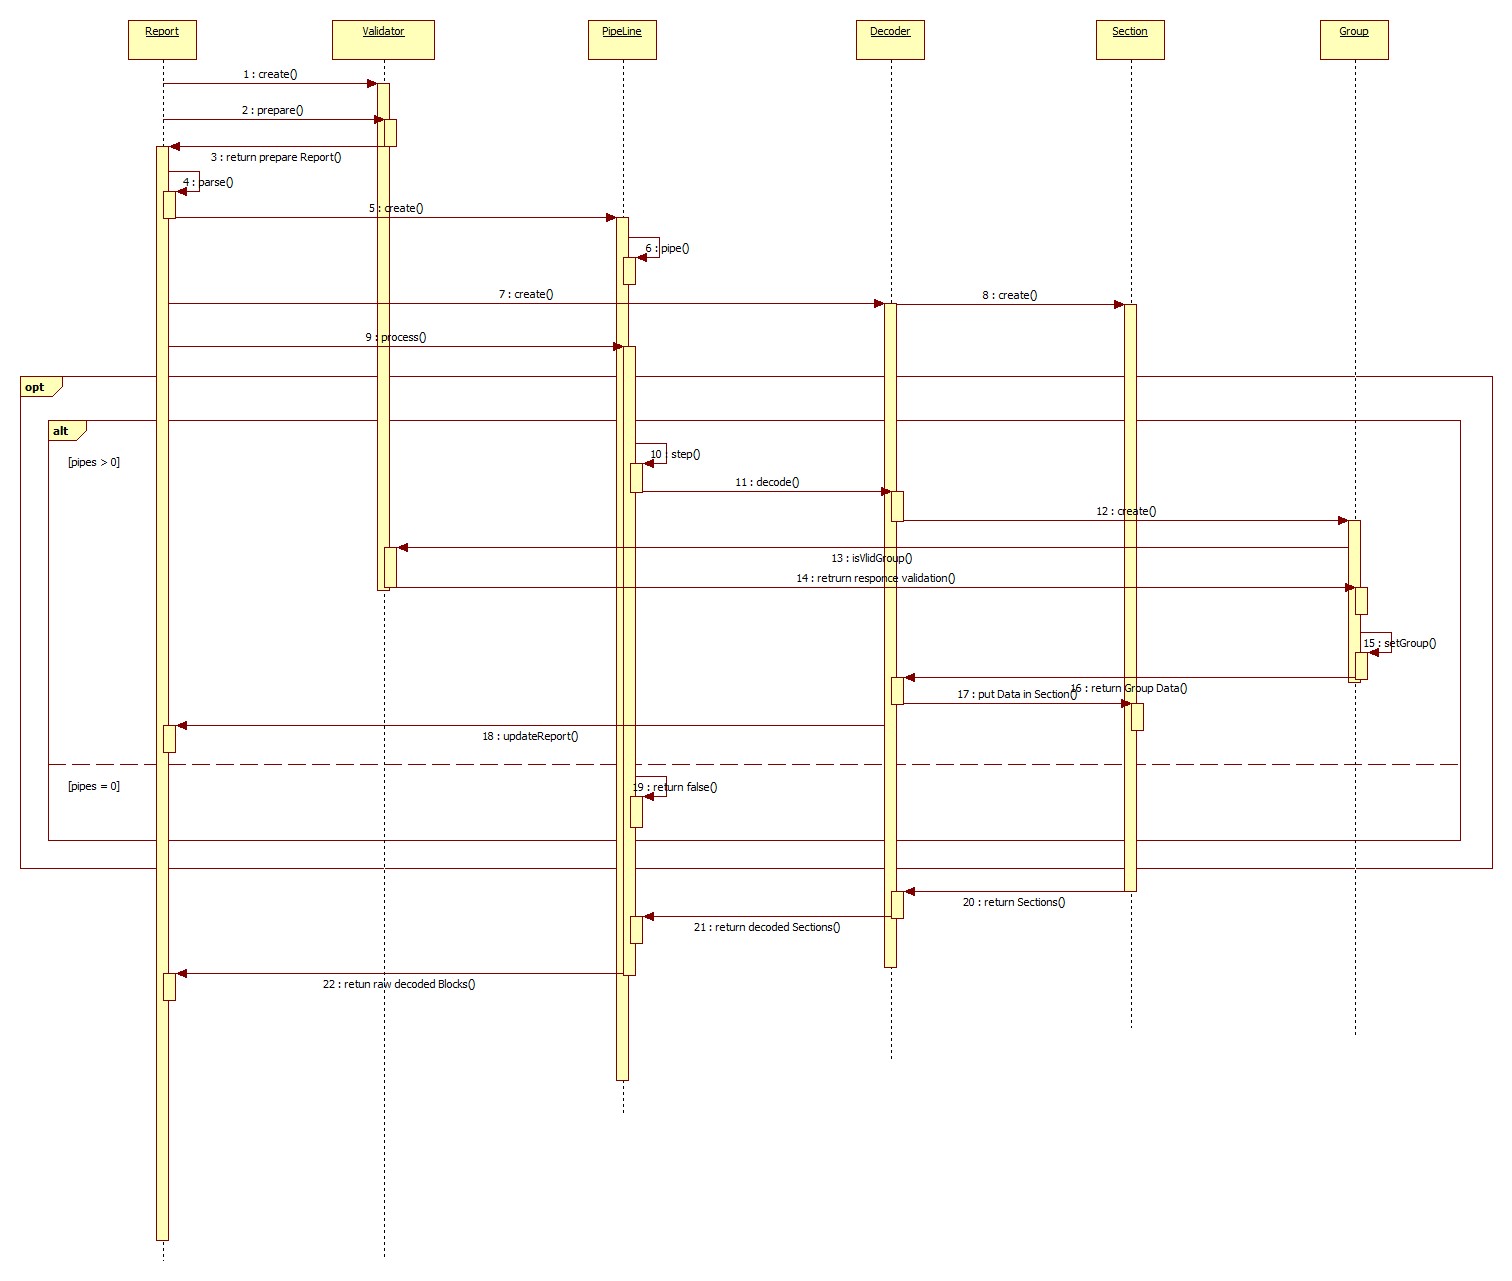 Report
Validator
PipeLine
Decoder
Section
Group
1 : create()
2 : prepare()
3 : return prepare Report()
4 : parse()
5 : create()
6 : pipe()
7 : create()
8 : create()
9 : process()
opt
alt
[pipes > 0]
10 : step()
11 : decode()
12 : create()
13 : isVlidGroup()
14 : retrurn responce validation()
15 : setGroup()
16 : return Group Data()
17 : put Data in Section()
18 : updateReport()
[pipes = 0]
19 : return false()
20 : return Sections()
21 : return decoded Sections()
22 : retun raw decoded Blocks()